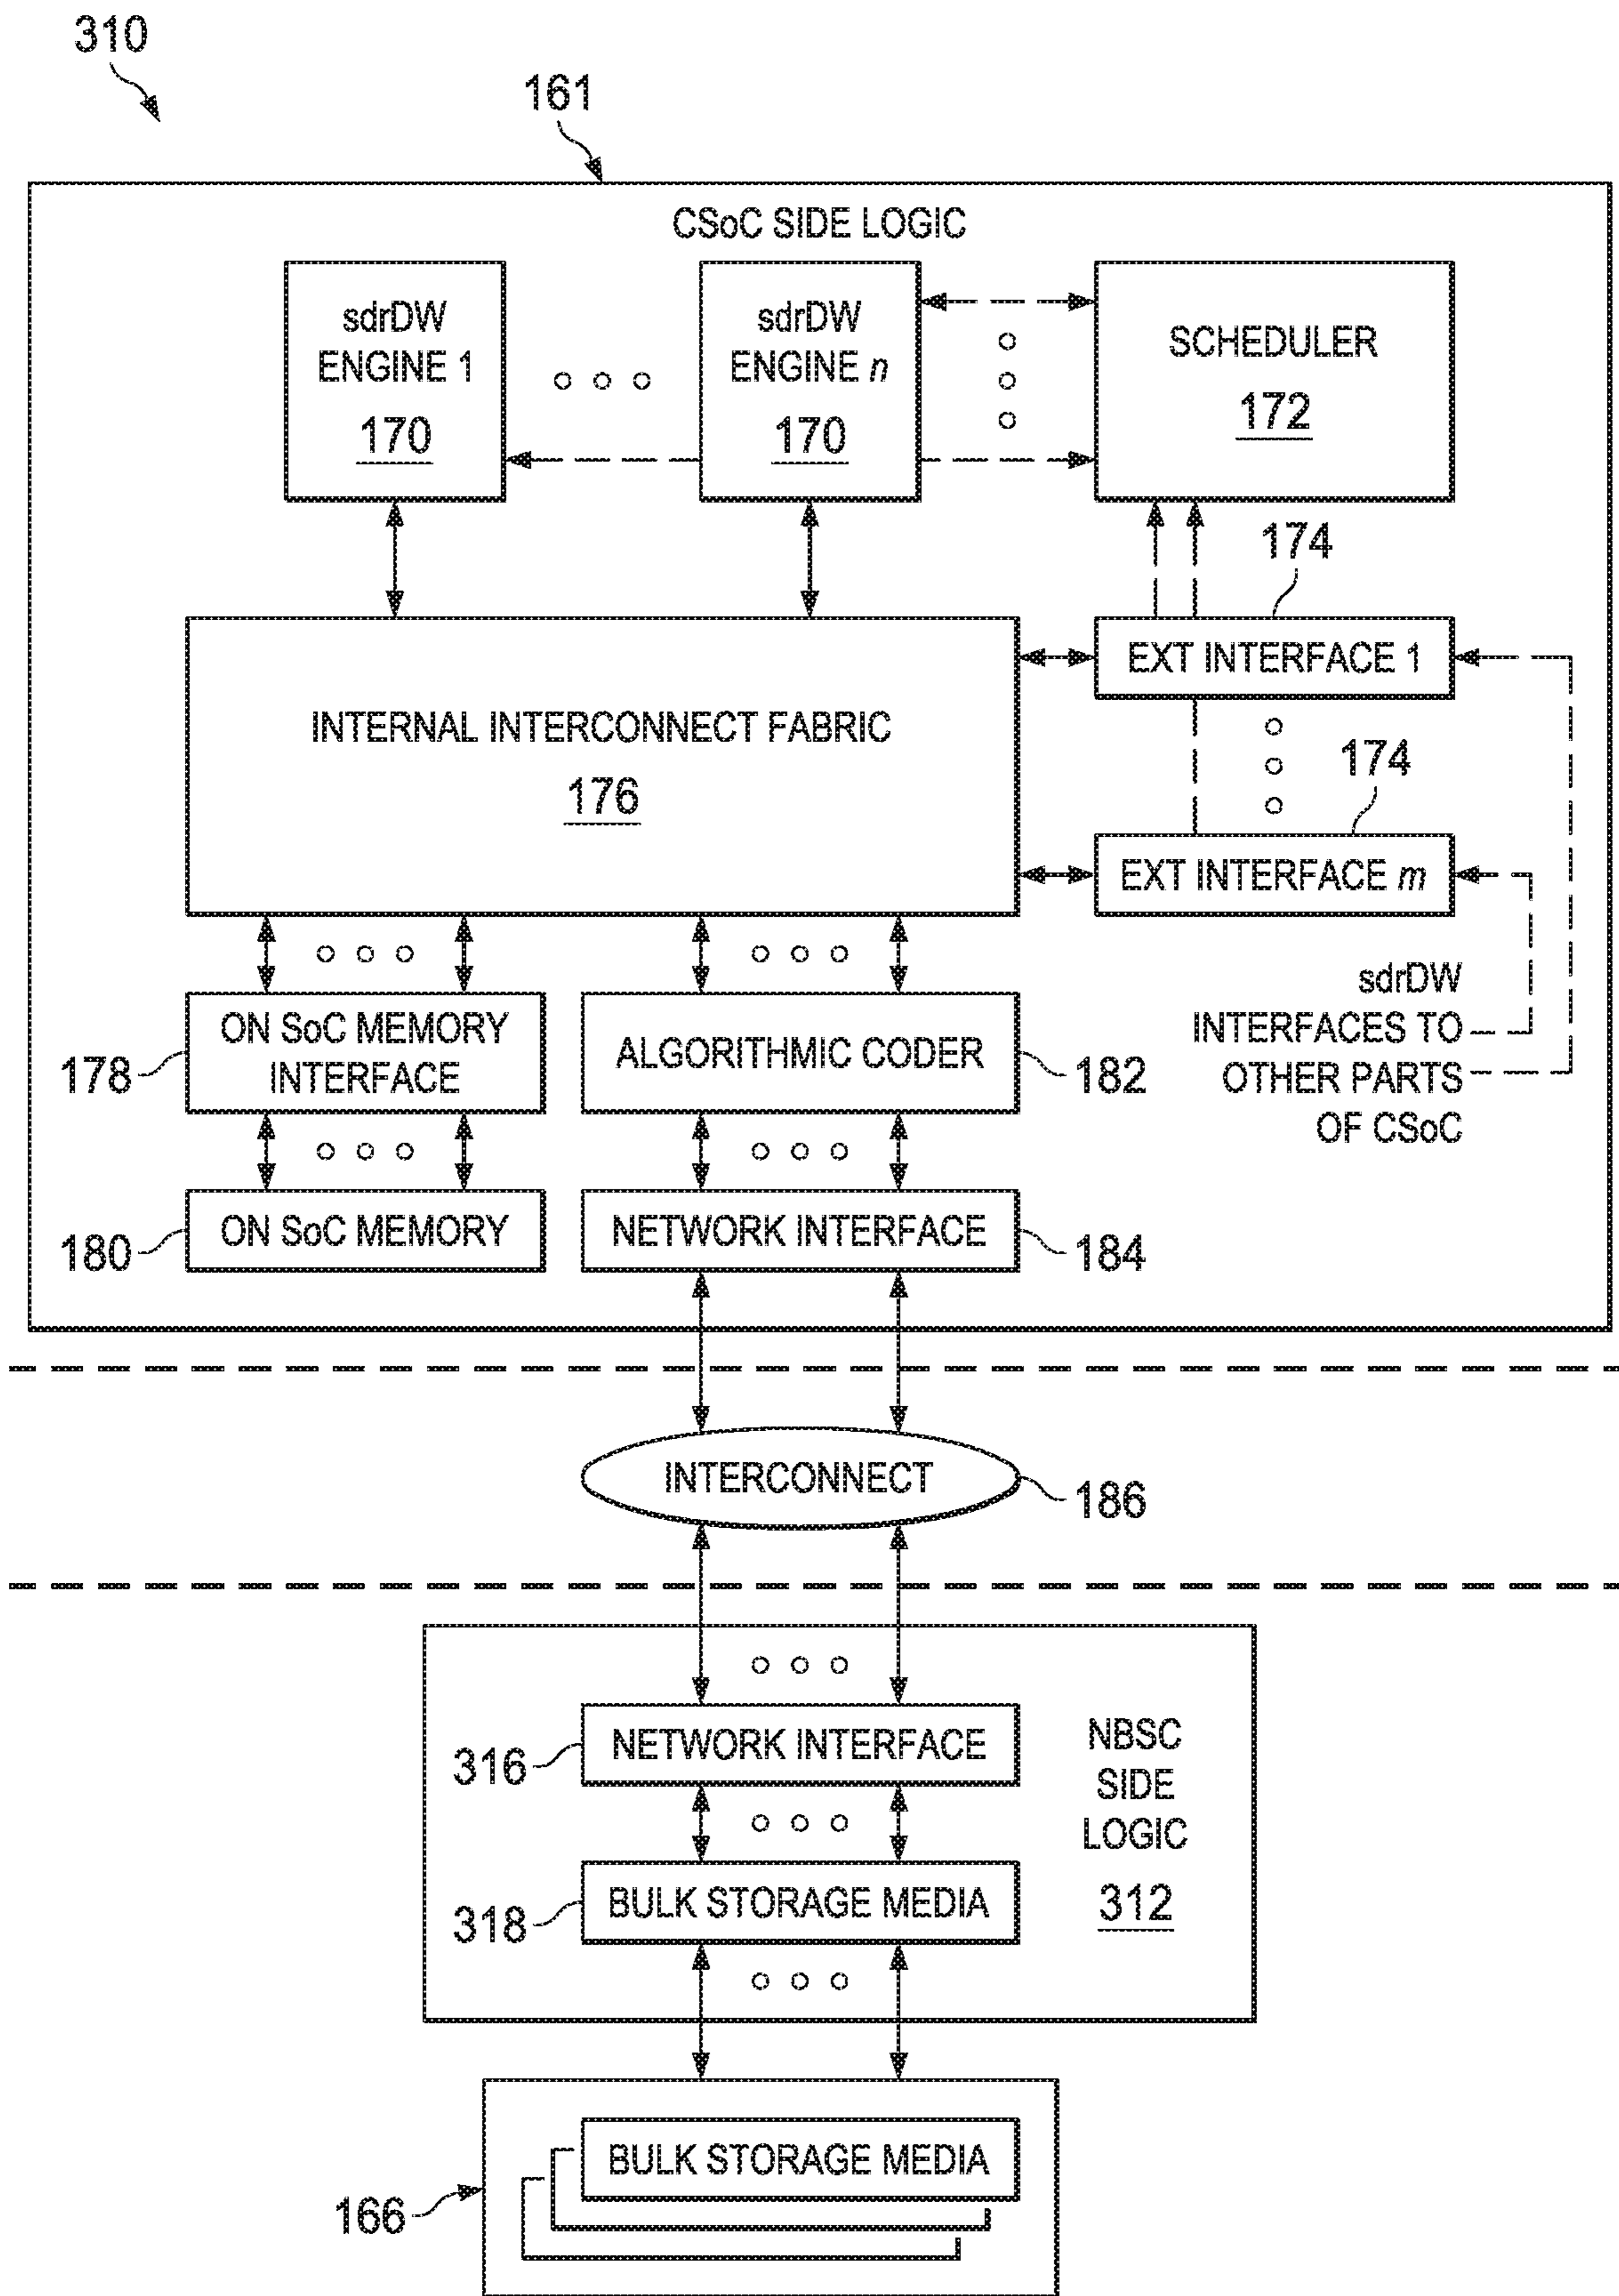 310
161
CSoC SIDE LOGIC
sdrDW
ENGINE 1
170
sdrDW
ENGINE n
170
SCHEDULER
172
174
EXT INTERFACE 1
INTERNAL INTERCONNECT FABRIC
176
174
EXT INTERFACE m
sdrDW
INTERFACES TO
OTHER PARTS
OF CSoC
ON SoC MEMORY
INTERFACE
178
ALGORITHMIC CODER
182
ON SoC MEMORY
180
NETWORK INTERFACE
184
INTERCONNECT
186
NETWORK INTERFACE
316
NBSC
SIDE
LOGIC
312
BULK STORAGE MEDIA
318
BULK STORAGE MEDIA
166